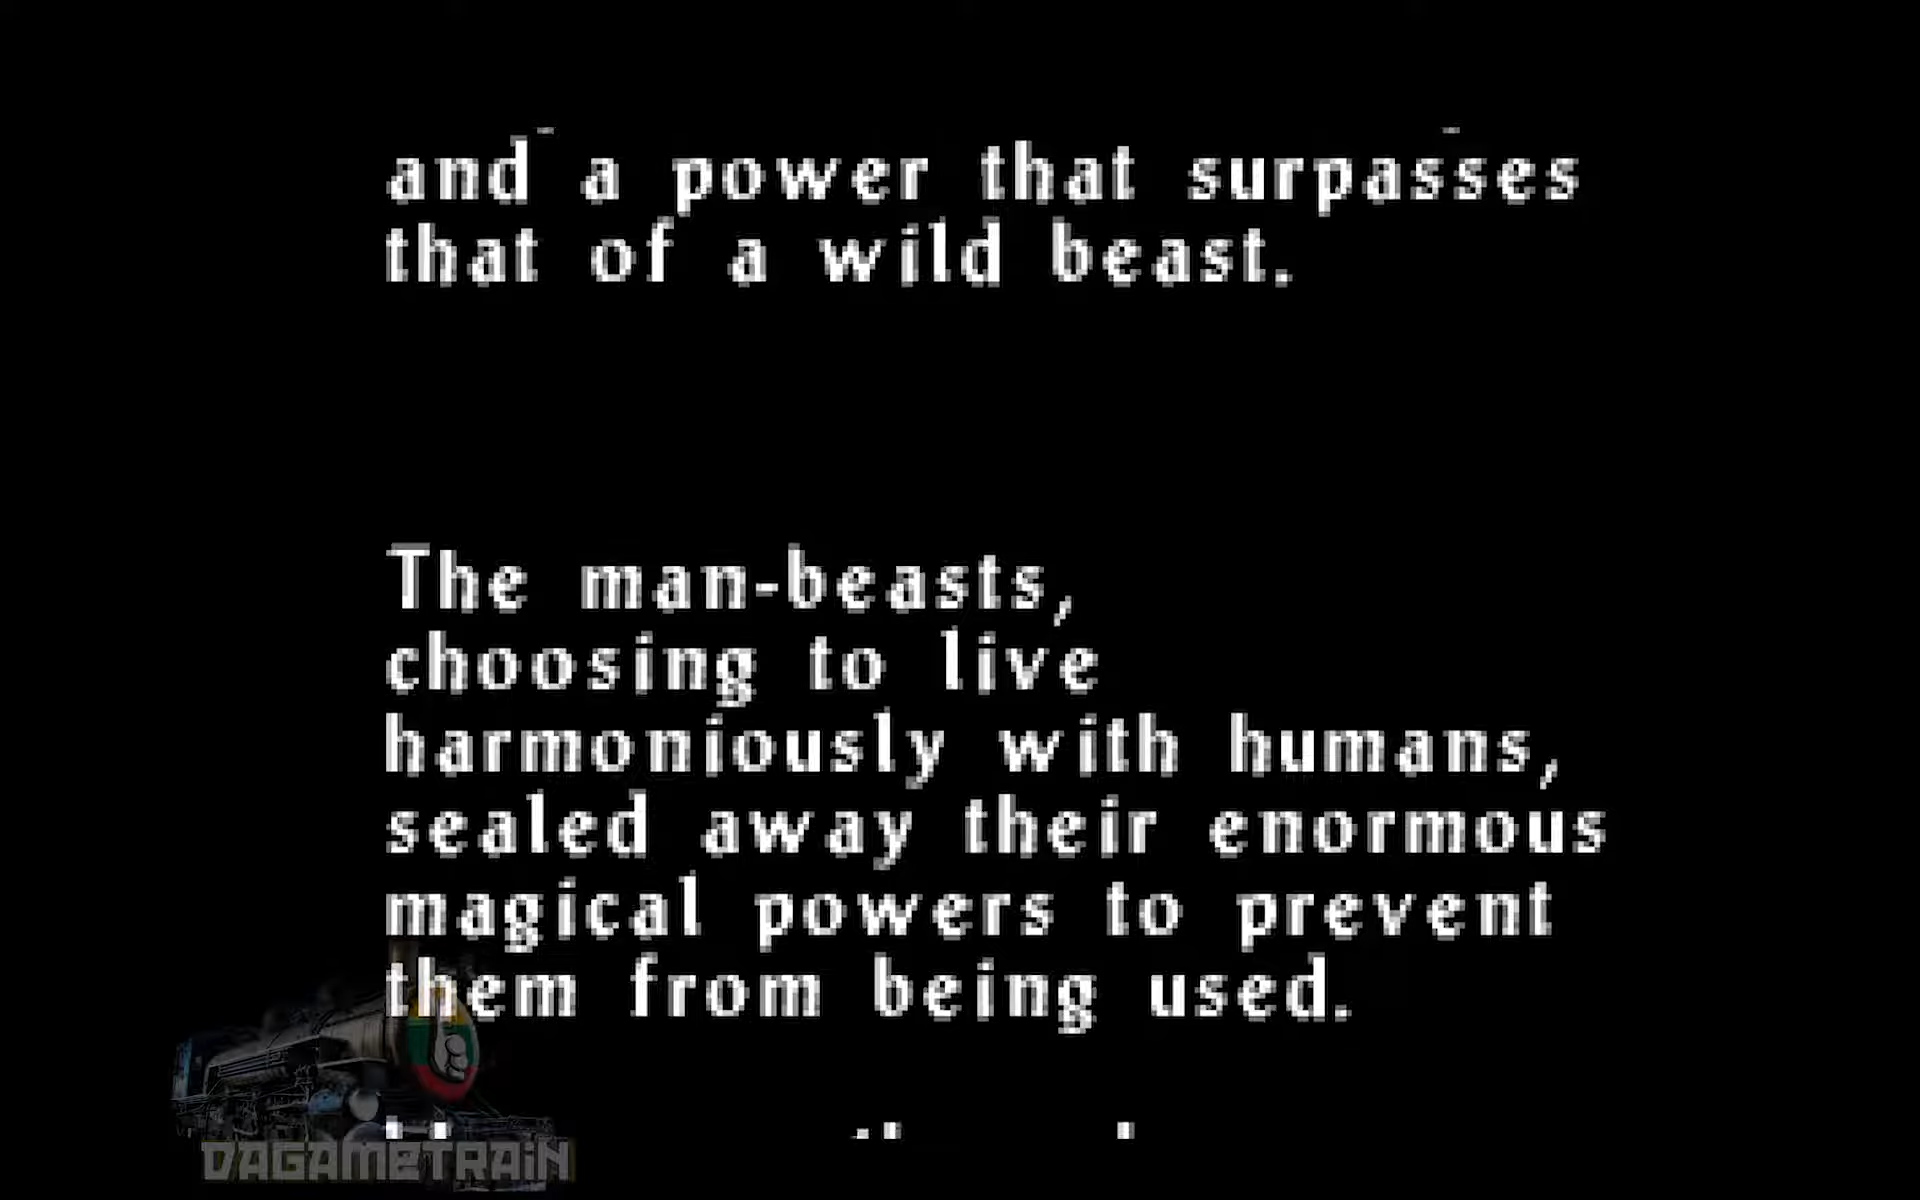 and a power that surpasses
that of a wild beast.
The man-beasts,
choosing to live
harmoniously with humans,
sealed away their enormous
magical powers to prevent
them from being used.
DAGAMETRAiN